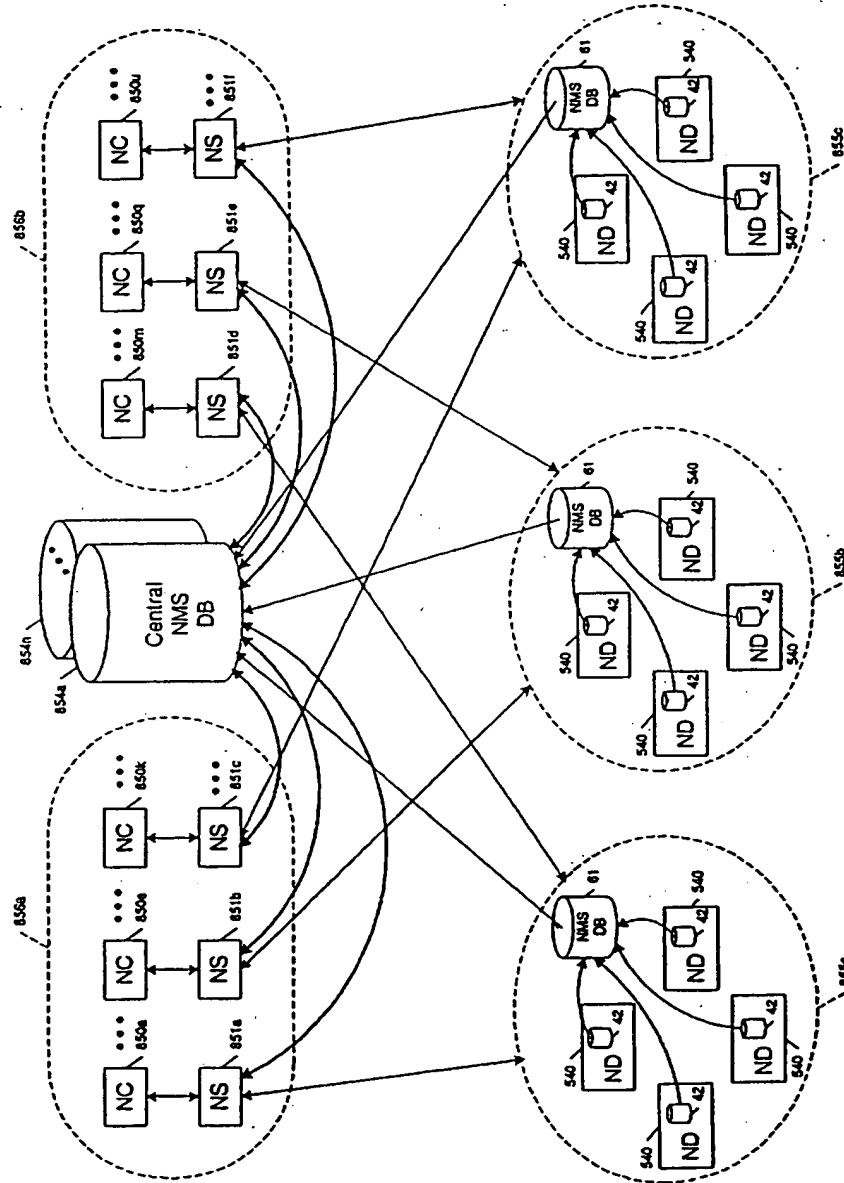 856a
NC
850a
NS
851a
NC
850e
NS
851b
NC
850k
NS
851c
854n
854a
Central
NMS
DB
856b
NC
850m
NS
851d
NC
850q
NS
851e
NC
850u
NS
851f
61
NMS
DB
540
42
ND
540
42
ND
540
42
ND
540
42
ND
855a
61
NMS
DB
540
42
ND
540
42
ND
540
42
ND
540
42
ND
855b
61
NMS
DB
540
42
ND
540
42
ND
540
42
ND
540
42
ND
855c